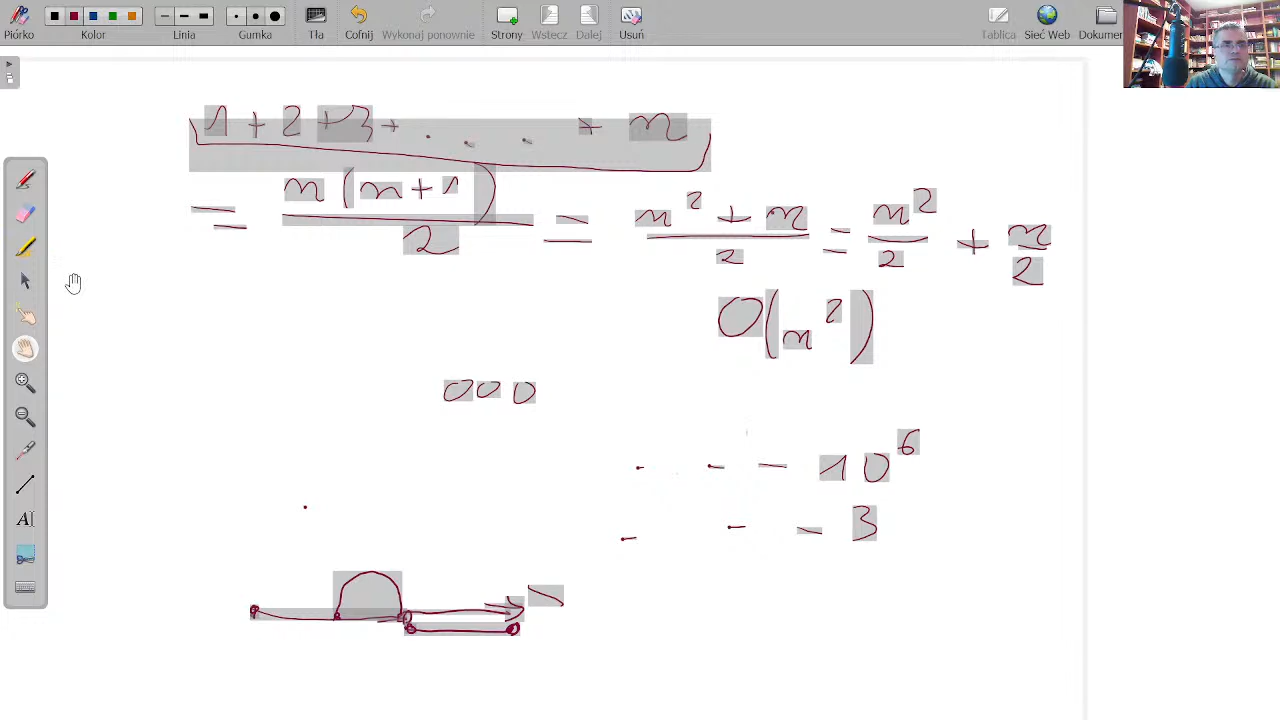 Piórko Kolor Linia Gumka Tła Cofnij Wykonaj ponownie Strony Wstecz Dalej Usuń Tablica Sieć Web Dokumen
1 + 2 + 3 + . . . + n
= n(n+1) / 2 = n² + n / 2 = n² / 2 + n / 2
O(n²)
000
. - - 10⁶
- - - 3
A